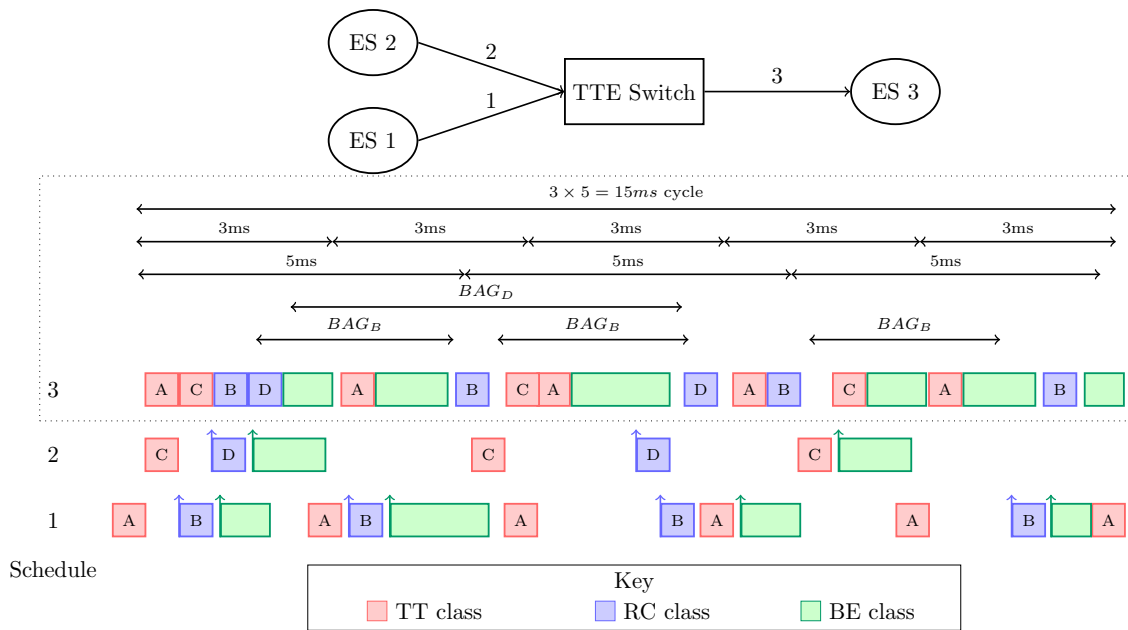 ES 2
2
3
TTE Switch
ES 3
1
ES 1
3 × 5 = 15ms cycle
3ms 3ms 3ms 3ms 3ms
5ms 5ms 5ms
BAG_D
BAG_B BAG_B BAG_B
3 A C B D A B C A D A B C A B
2 C D C D C
1 A B A B A B A A B A
Schedule
Key
TT class RC class BE class